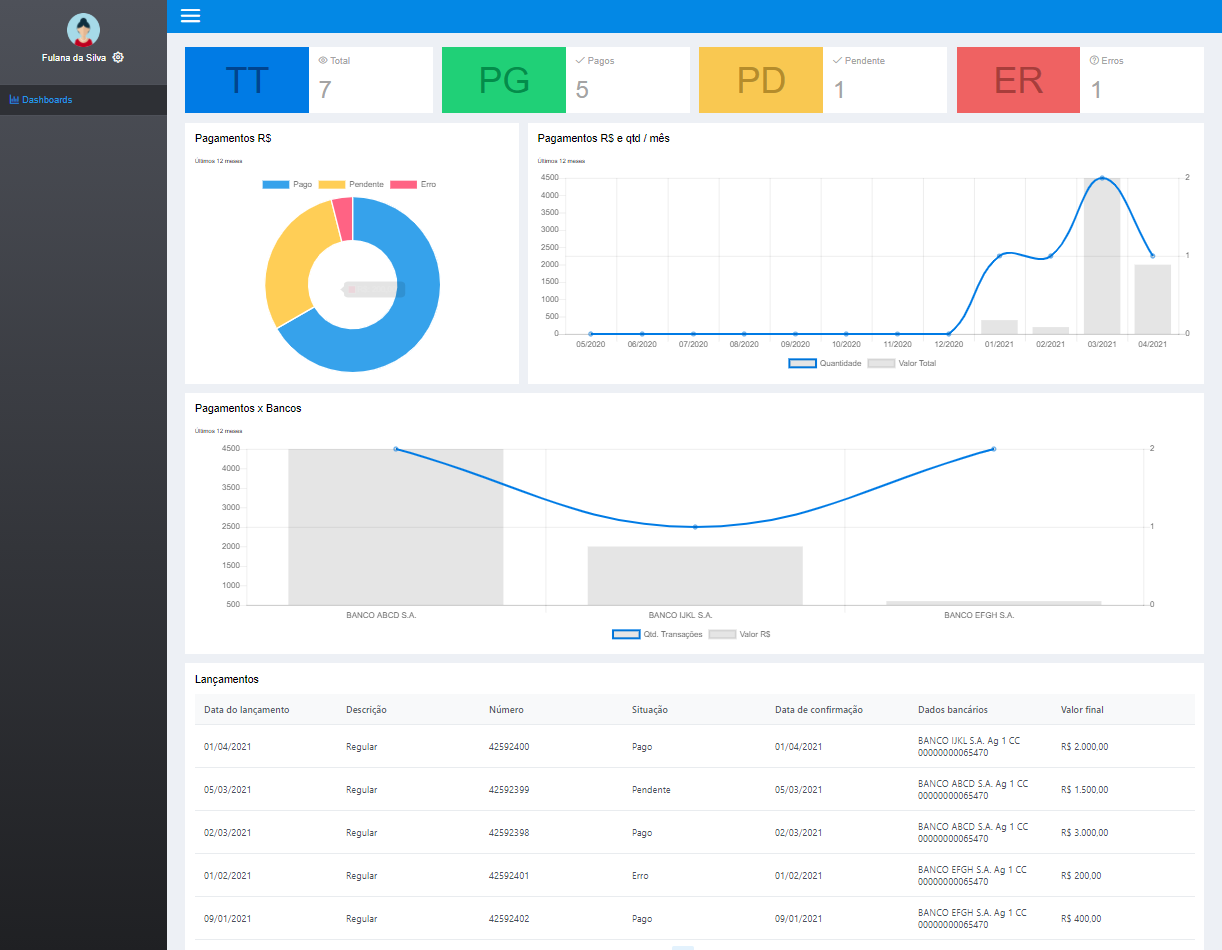 Fulana da Silva
Dashboards
TT
Total
7
PG
Pagos
5
PD
Pendente
1
ER
Erros
1
Pagamentos R$
Últimos 12 meses
Pago Pendente Erro
Pagamentos R$ e qtd / mês
Últimos 12 meses
4500
4000
3500
3000
2500
2000
1500
1000
500
0
2
1
0
05/2020 06/2020 07/2020 08/2020 09/2020 10/2020 11/2020 12/2020 01/2021 02/2021 03/2021 04/2021
Quantidade Valor Total
Pagamentos x Bancos
Últimos 12 meses
4500
4000
3500
3000
2500
2000
1500
1000
500
2
1
0
BANCO ABCD S.A. BANCO IJKL S.A. BANCO EFGH S.A.
Qtd. Transações Valor R$
Lançamentos
Data do lançamento Descrição Número Situação Data de confirmação Dados bancários Valor final
01/04/2021 Regular 42592400 Pago 01/04/2021 BANCO IJKL S.A. Ag 1 CC R$ 2.000,00
00000000065470
05/03/2021 Regular 42592399 Pendente 05/03/2021 BANCO ABCD S.A. Ag 1 CC R$ 1.500,00
00000000065470
02/03/2021 Regular 42592398 Pago 02/03/2021 BANCO ABCD S.A. Ag 1 CC R$ 3.000,00
00000000065470
01/02/2021 Regular 42592401 Erro 01/02/2021 BANCO EFGH S.A. Ag 1 CC R$ 200,00
00000000065470
09/01/2021 Regular 42592402 Pago 09/01/2021 BANCO EFGH S.A. Ag 1 CC R$ 400,00
00000000065470